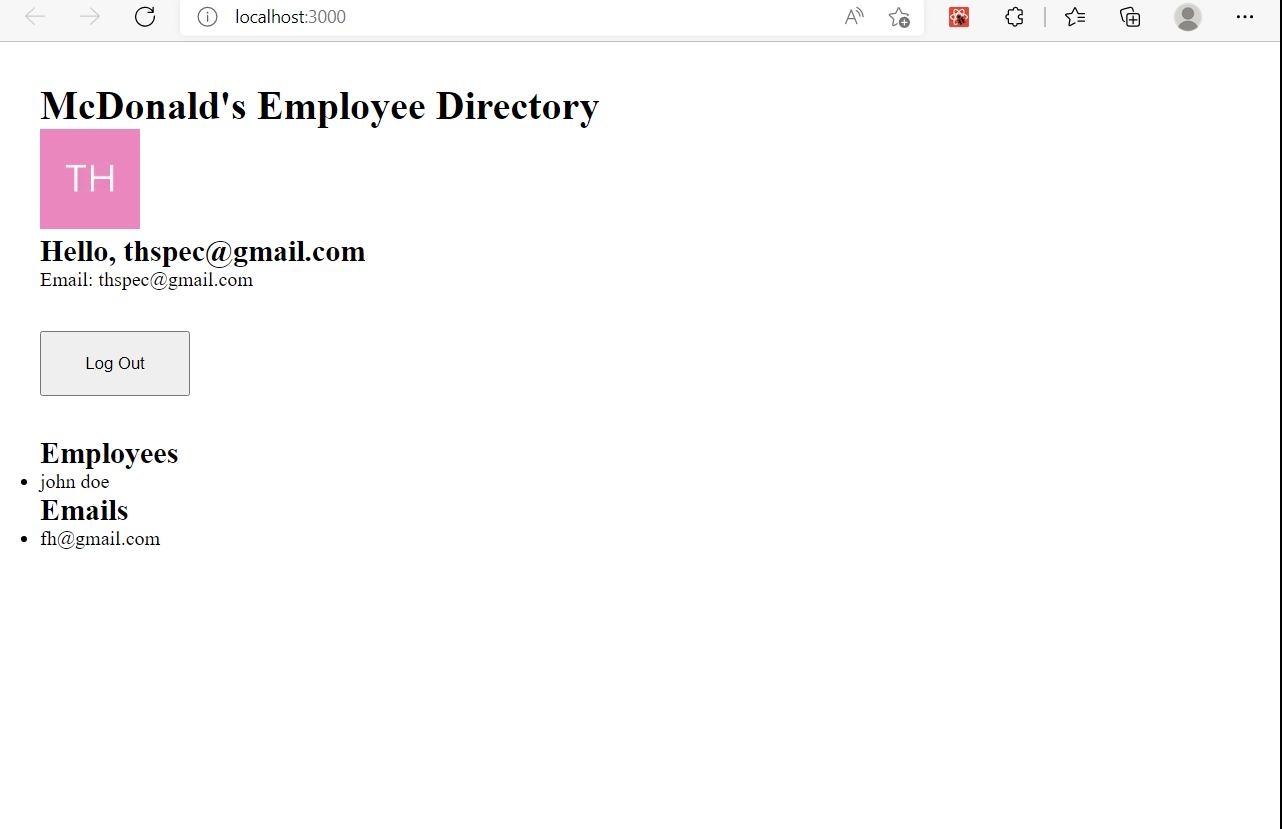 localhost:3000
McDonald's Employee Directory
TH
Hello, thspec@gmail.com
Email: thspec@gmail.com
Log Out
Employees
john doe
Emails
fh@gmail.com